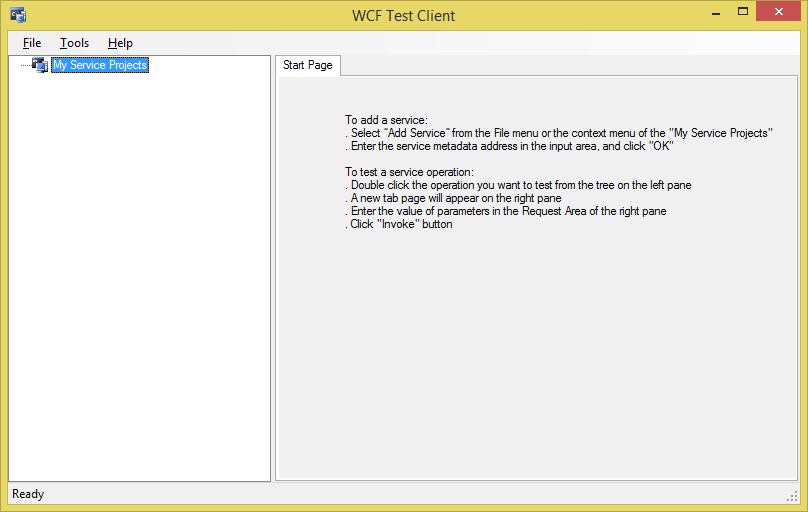 WCF Test Client
File Tools Help
My Service Projects
Start Page
To add a service:
. Select "Add Service" from the File menu or the context menu of the "My Service Projects"
. Enter the service metadata address in the input area, and click "OK"
To test a service operation:
. Double click the operation you want to test from the tree on the left pane
. A new tab page will appear on the right pane
. Enter the value of parameters in the Request Area of the right pane
. Click "Invoke" button
Ready